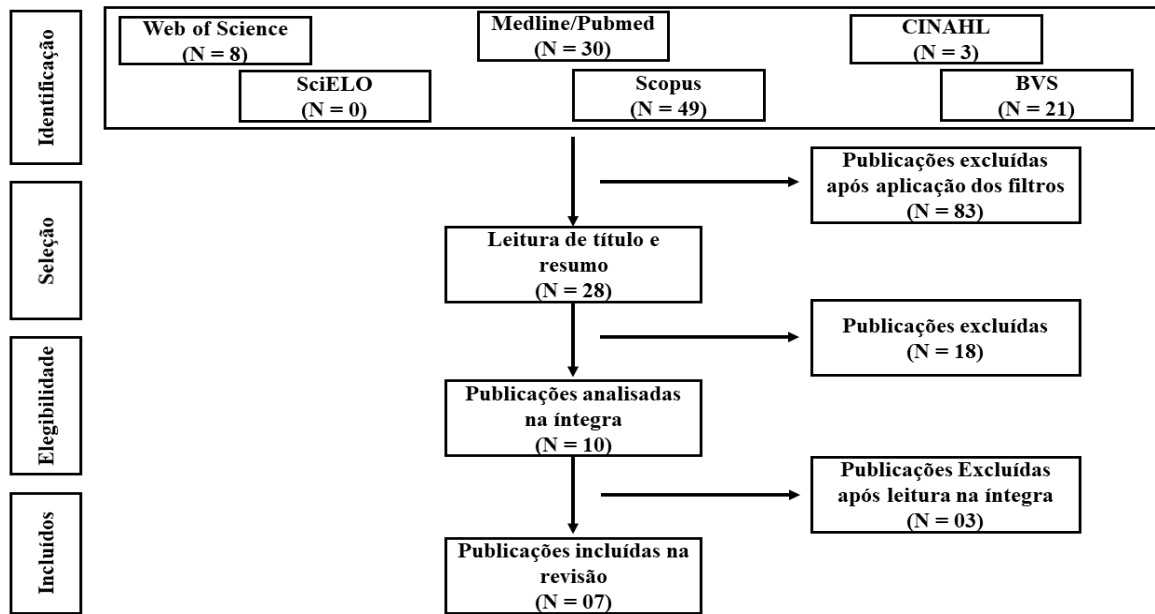 Identificação
Web of Science
(N = 8)
Medline/Pubmed
(N = 30)
CINAHL
(N = 3)
SciELO
(N = 0)
Scopus
(N = 49)
BVS
(N = 21)
Publicações excluídas
após aplicação dos filtros
(N = 83)
Seleção
Leitura de título e
resumo
(N = 28)
Publicações excluídas
(N = 18)
Elegibilidade
Publicações analisadas
na íntegra
(N = 10)
Publicações Excluídas
após leitura na íntegra
(N = 03)
Incluídos
Publicações incluídas na
revisão
(N = 07)